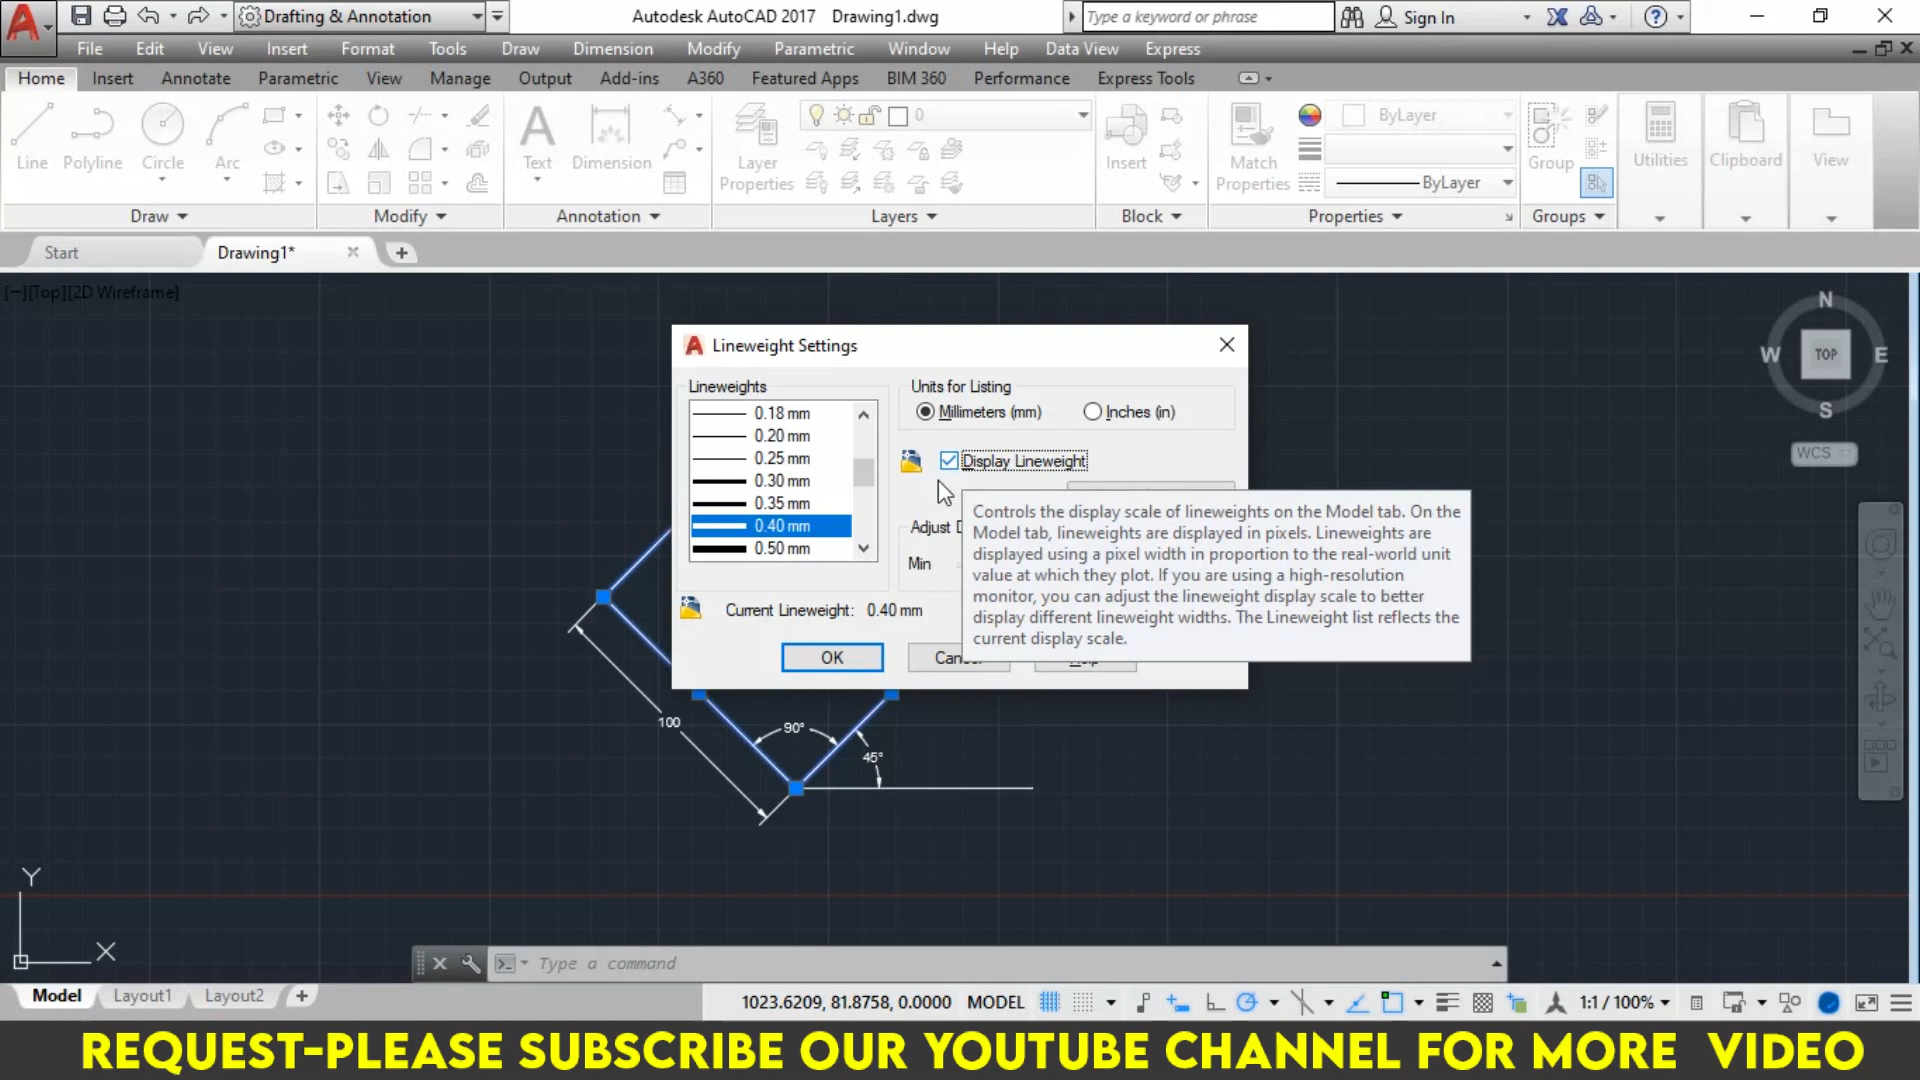 Drafting & Annotation
Autodesk AutoCAD 2017 Drawing1.dwg
Type a keyword or phrase
Sign In
File Edit View Insert Format Tools Draw Dimension Modify Parametric Window Help Data View Express
Home Insert Annotate Parametric View Manage Output Add-ins A360 Featured Apps BIM 360 Performance Express Tools
0
ByLayer
ByLayer
Line Polyline Circle Arc
Text Dimension
Layer Properties
Insert
Match Properties
Group
Utilities
Clipboard
View
Draw Modify Annotation Layers Block Properties Groups
Start Drawing1*
[−][Top][2D Wireframe]
N
W TOP E
S
WCS
Lineweight Settings
Lineweights
0.18 mm
0.20 mm
0.25 mm
0.30 mm
0.35 mm
0.40 mm
0.50 mm
Units for Listing
Millimeters (mm) Inches (in)
Display Lineweight
Adjust D
Min
Controls the display scale of lineweights on the Model tab. On the
Model tab, lineweights are displayed in pixels. Lineweights are
displayed using a pixel width in proportion to the real-world unit
value at which they plot. If you are using a high-resolution
monitor, you can adjust the lineweight display scale to better
display different lineweight widths. The Lineweight list reflects the
current display scale.
Current Lineweight: 0.40 mm
OK Cancel Help
100
90°
45°
Y
X
Type a command
Model Layout1 Layout2
1023.6209, 81.8758, 0.0000 MODEL
1:1 / 100%
REQUEST-PLEASE SUBSCRIBE OUR YOUTUBE CHANNEL FOR MORE VIDEO